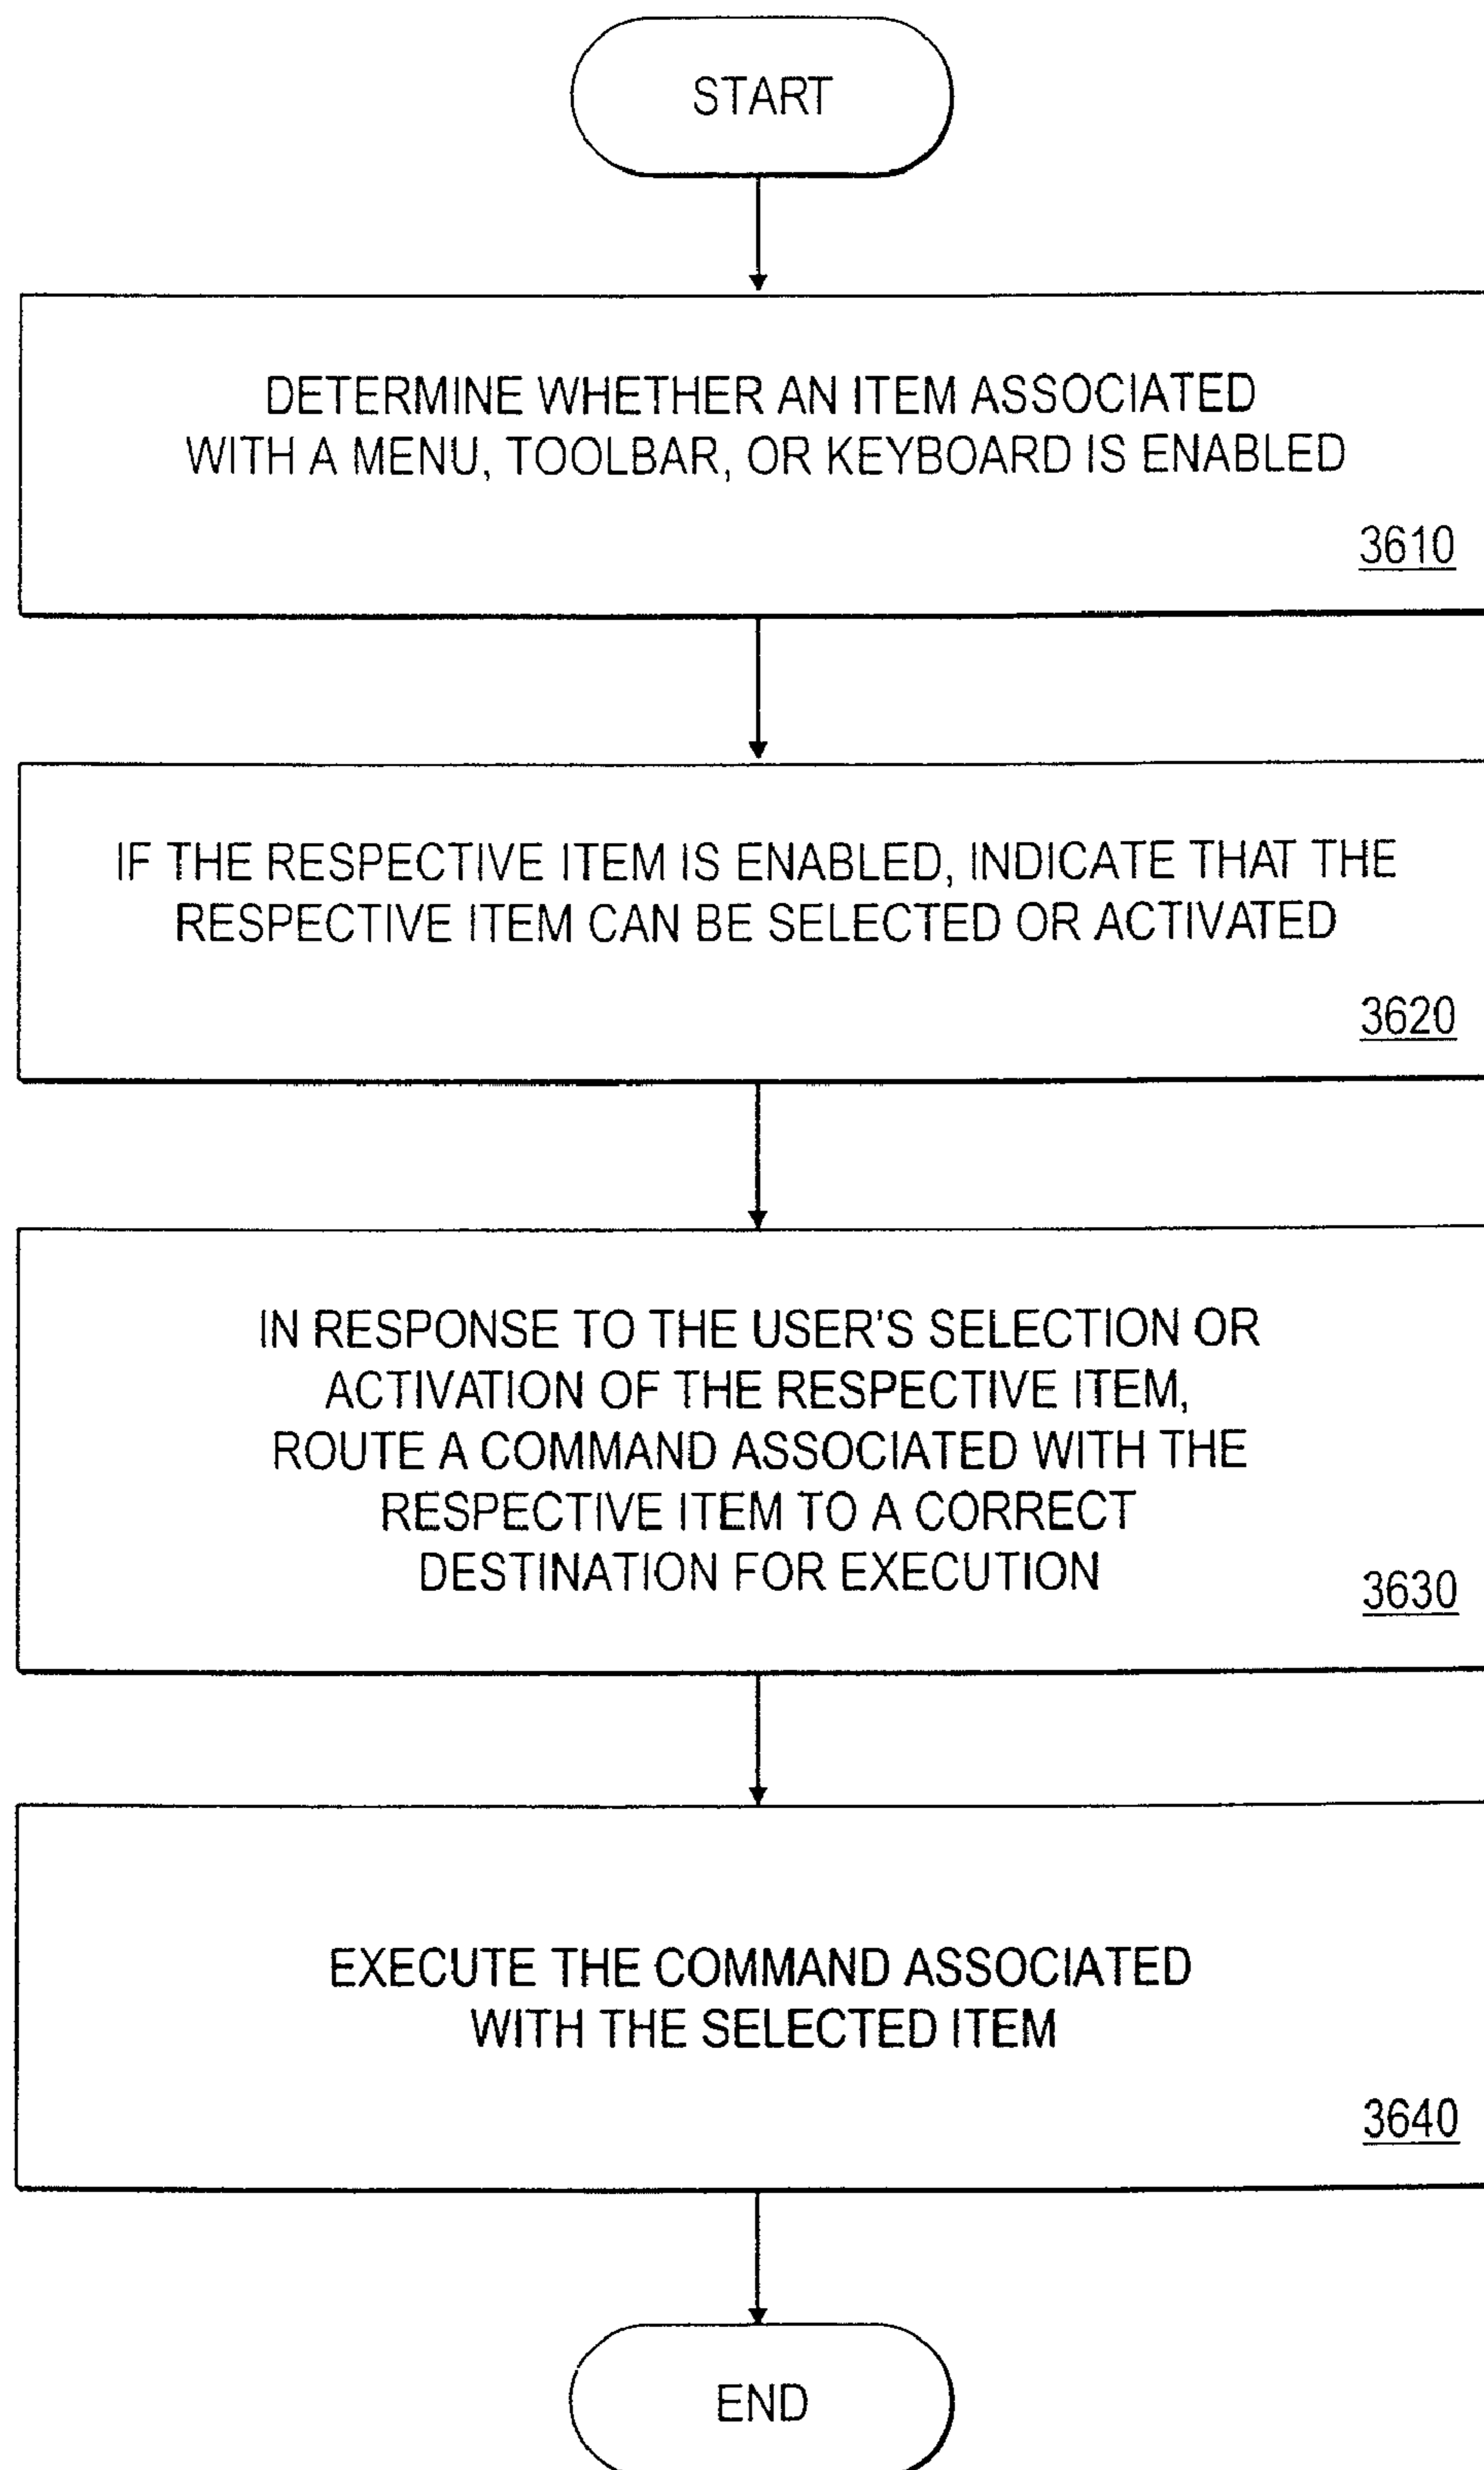 START
DETERMINE WHETHER AN ITEM ASSOCIATED
WITH A MENU, TOOLBAR, OR KEYBOARD IS ENABLED
3610
IF THE RESPECTIVE ITEM IS ENABLED, INDICATE THAT THE
RESPECTIVE ITEM CAN BE SELECTED OR ACTIVATED
3620
IN RESPONSE TO THE USER'S SELECTION OR
ACTIVATION OF THE RESPECTIVE ITEM,
ROUTE A COMMAND ASSOCIATED WITH THE
RESPECTIVE ITEM TO A CORRECT
DESTINATION FOR EXECUTION
3630
EXECUTE THE COMMAND ASSOCIATED
WITH THE SELECTED ITEM
3640
END